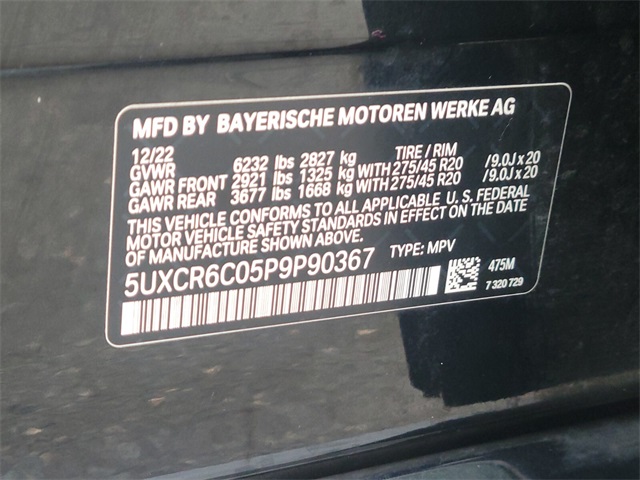 MFD BY BAYERISCHE MOTOREN WERKE AG
12/22 TIRE / RIM
GVWR 6232 lbs 2827 kg
GAWR FRONT 2921 lbs 1325 kg WITH 275/45 R20 /9.0J x 20
GAWR REAR 3677 lbs 1668 kg WITH 275/45 R20 /9.0J x 20
THIS VEHICLE CONFORMS TO ALL APPLICABLE U. S. FEDERAL
MOTOR VEHICLE SAFETY STANDARDS IN EFFECT ON THE DATE
OF MANUFACTURE SHOWN ABOVE.
5UXCR6C05P9P90367 TYPE: MPV
475M
7 320 729